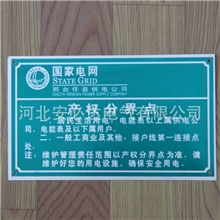 国家电网
STATE GRID
邢台任县供电公司
产权分界点
一、居民生活用电：电能表以上属供电公
司，电能表及以下属用户。
二、一般工商业及其他：接户线第一连接点
处。
注：维护管理责任范围以产权分界点为准，请
维护好您的用电设施，确保安全用电。